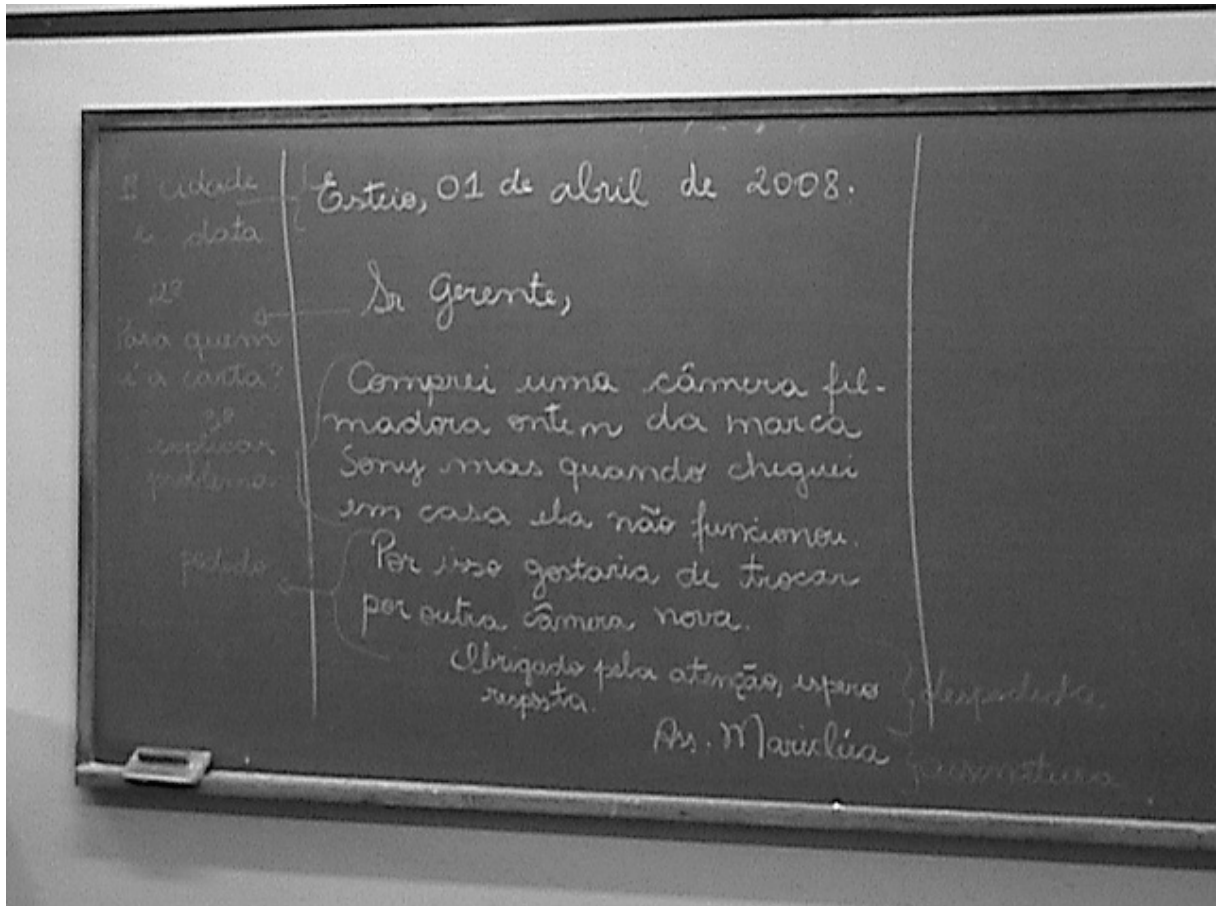 1º cidade
e data
2º
Para quem
é a carta?
3º
explicar
problema
pedido
Esteio, 01 de abril de 2008.
Sr Gerente,
Comprei uma câmera fil-
madora ontem da marca
Sony mas quando cheguei
em casa ela não funcionou.
Por isso gostaria de trocar
por outra câmera nova.
Obrigado pela atenção, espero
resposta.
Ass. Mariclúa
despedida
assinatura